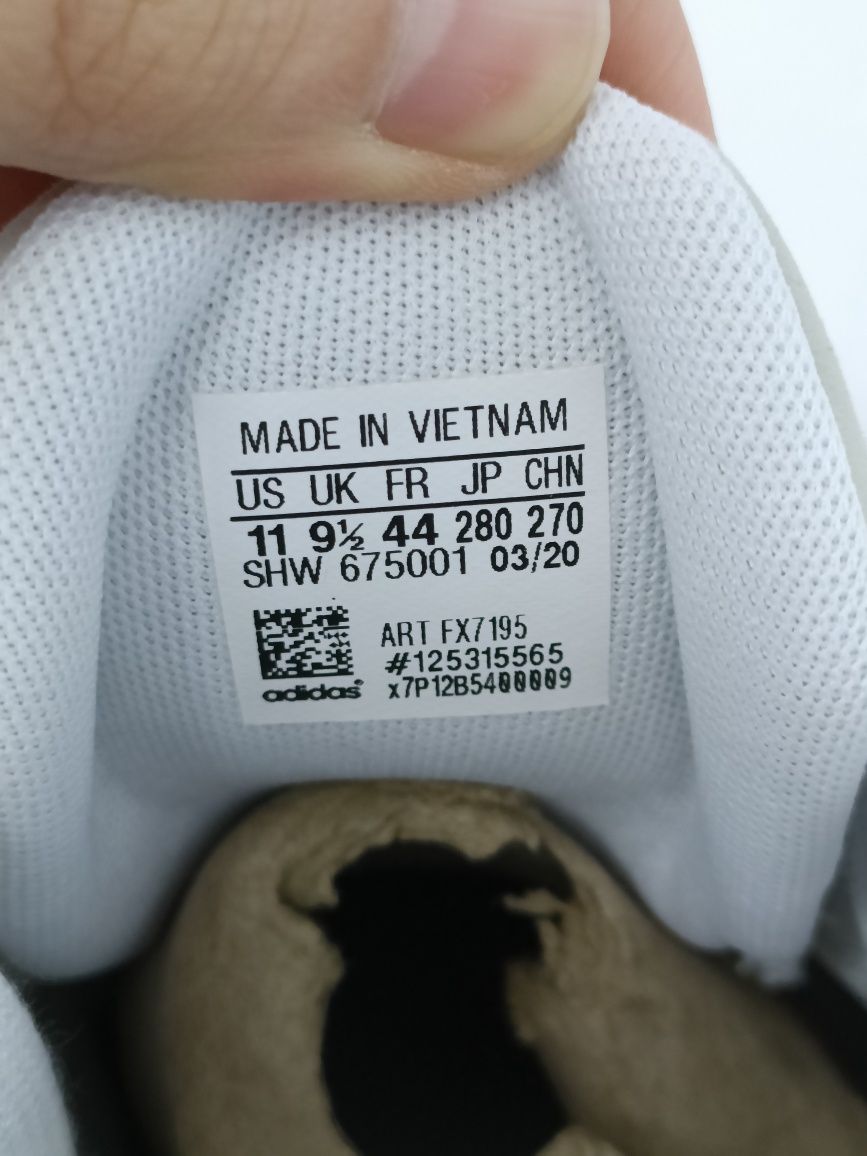 MADE IN VIETNAM
US UK FR JP CHN
11 9½ 44 280 270
SHW 675001 03/20
ART FX7195
#125315565
adidas® x7P12B5400009